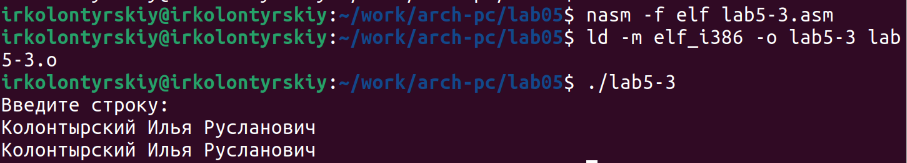 irkolontyrskiy@irkolontyrskiy:~/work/arch-pc/lab05$ nasm -f elf lab5-3.asm
irkolontyrskiy@irkolontyrskiy:~/work/arch-pc/lab05$ ld -m elf_i386 -o lab5-3 lab
5-3.o
irkolontyrskiy@irkolontyrskiy:~/work/arch-pc/lab05$ ./lab5-3
Введите строку:
Колонтырский Илья Русланович
Колонтырский Илья Русланович